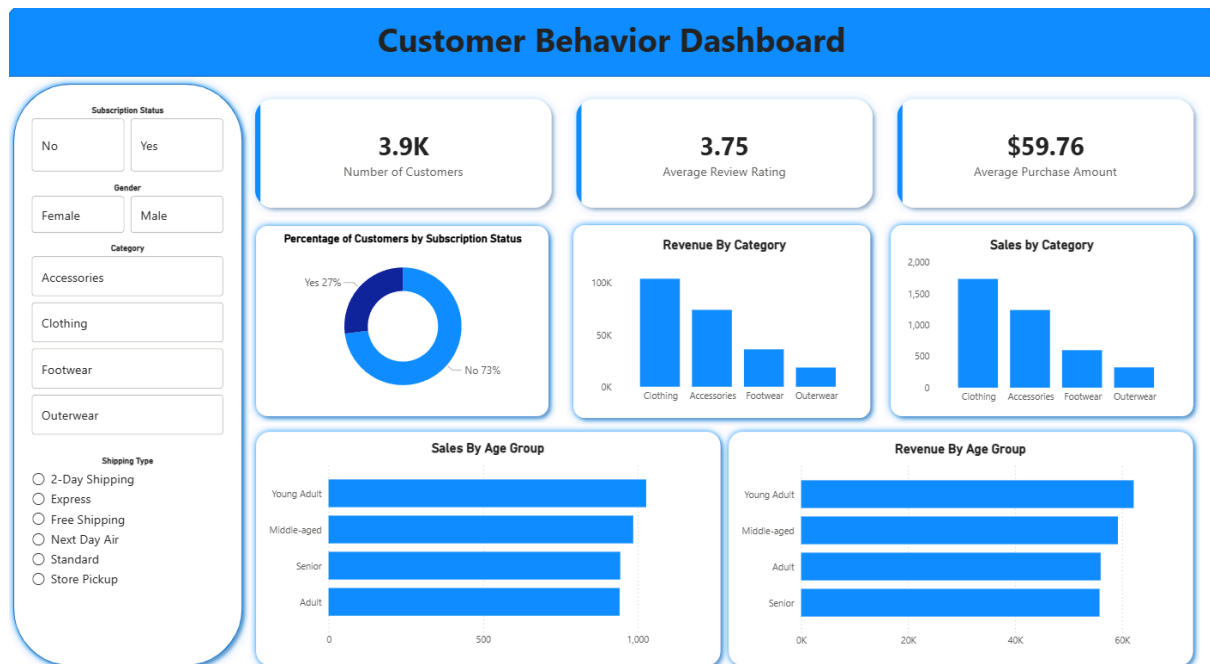 Customer Behavior Dashboard
Subscription Status
No
Yes
Gender
Female
Male
Category
Accessories
Clothing
Footwear
Outerwear
Shipping Type
2-Day Shipping
Express
Free Shipping
Next Day Air
Standard
Store Pickup
3.9K
Number of Customers
3.75
Average Review Rating
$59.76
Average Purchase Amount
Percentage of Customers by Subscription Status
Yes 27%
No 73%
Revenue By Category
100K
50K
0K
Clothing Accessories Footwear Outerwear
Sales by Category
2,000
1,500
1,000
500
0
Clothing Accessories Footwear Outerwear
Sales By Age Group
Young Adult
Middle-aged
Senior
Adult
0 500 1,000
Revenue By Age Group
Young Adult
Middle-aged
Adult
Senior
0K 20K 40K 60K